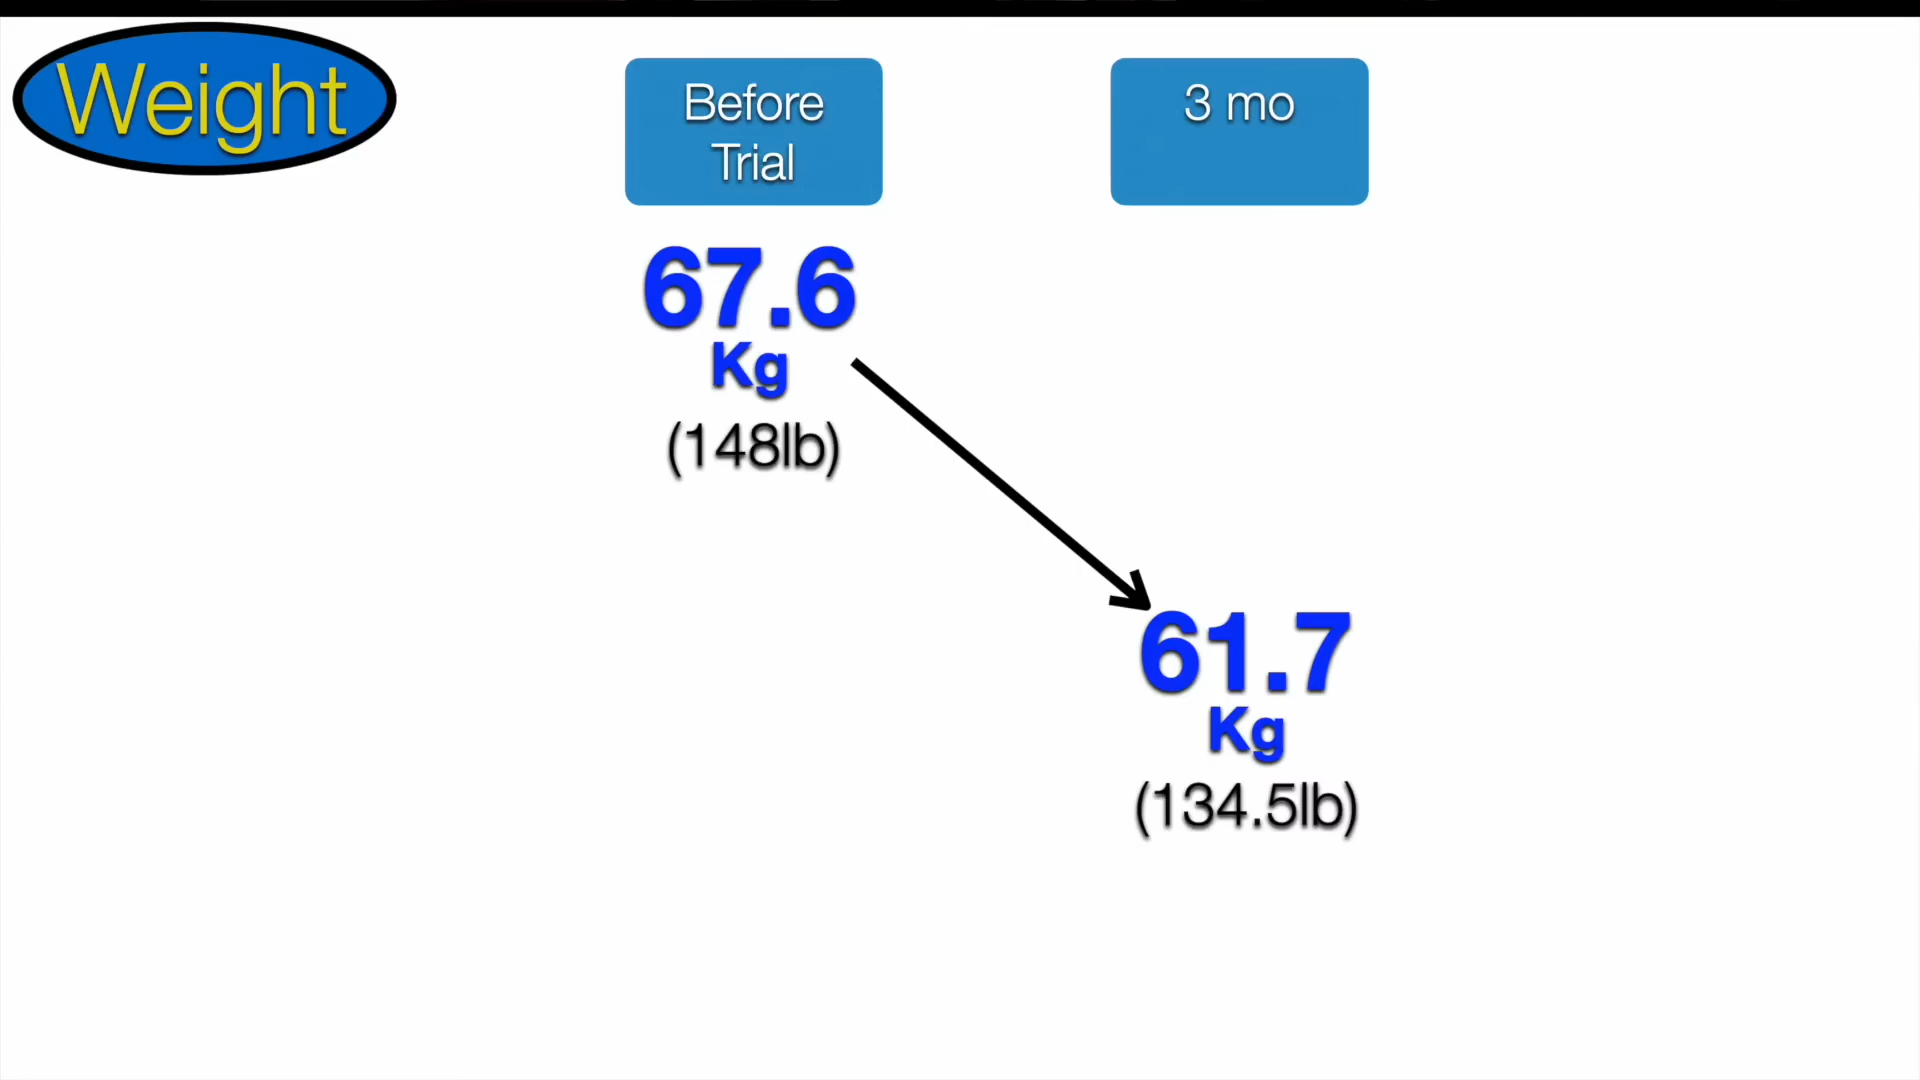 Weight
Before
Trial
3 mo
67.6
Kg
(148lb)
61.7
Kg
(134.5lb)